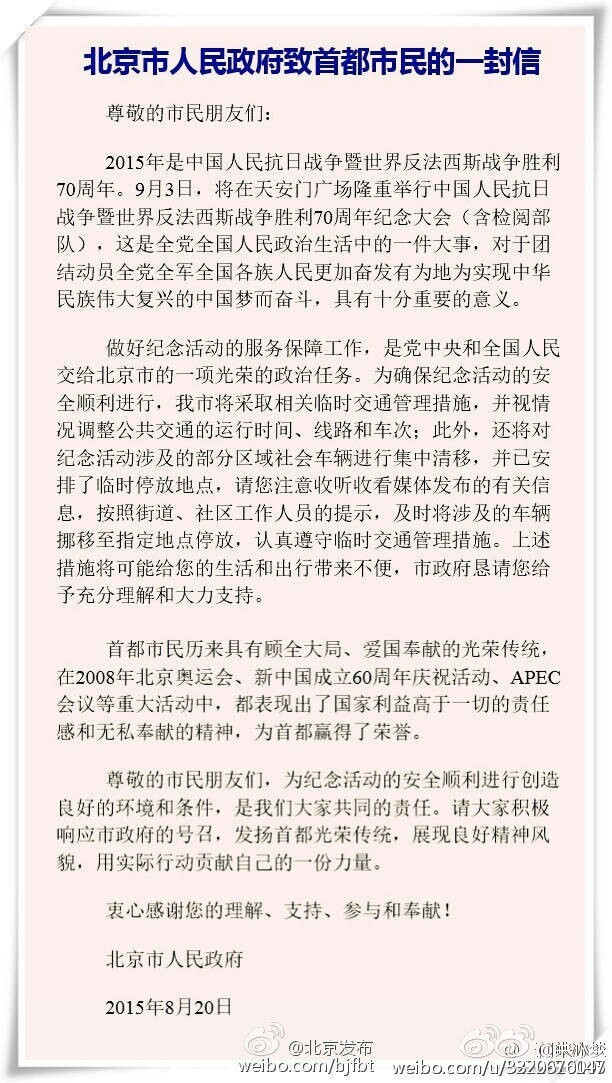 北京市人民政府致首都市民的一封信
尊敬的市民朋友们：
2015年是中国人民抗日战争暨世界反法西斯战争胜利
70周年。9月3日，将在天安门广场隆重举行中国人民抗日
战争暨世界反法西斯战争胜利70周年纪念大会（含检阅部
队），这是全党全国人民政治生活中的一件大事，对于团
结动员全党全军全国各族人民更加奋发有为地为实现中华
民族伟大复兴的中国梦而奋斗，具有十分重要的意义。
做好纪念活动的服务保障工作，是党中央和全国人民
交给北京市的一项光荣的政治任务。为确保纪念活动的安
全顺利进行，我市将采取相关临时交通管理措施，并视情
况调整公共交通的运行时间、线路和车次；此外，还将对
纪念活动涉及的部分区域社会车辆进行集中清移，并已安
排了临时停放地点，请您注意收听收看媒体发布的有关信
息，按照街道、社区工作人员的提示，及时将涉及的车辆
挪移至指定地点停放，认真遵守临时交通管理措施。上述
措施将可能给您的生活和出行带来不便，市政府恳请您给
予充分理解和大力支持。
首都市民历来具有顾全大局、爱国奉献的光荣传统，
在2008年北京奥运会、新中国成立60周年庆祝活动、APEC
会议等重大活动中，都表现出了国家利益高于一切的责任
感和无私奉献的精神，为首都赢得了荣誉。
尊敬的市民朋友们，为纪念活动的安全顺利进行创造
良好的环境和条件，是我们大家共同的责任。请大家积极
响应市政府的号召，发扬首都光荣传统，展现良好精神风
貌，用实际行动贡献自己的一份力量。
衷心感谢您的理解、支持、参与和奉献！
北京市人民政府
2015年8月20日
@北京发布
weibo.com/bjfbt